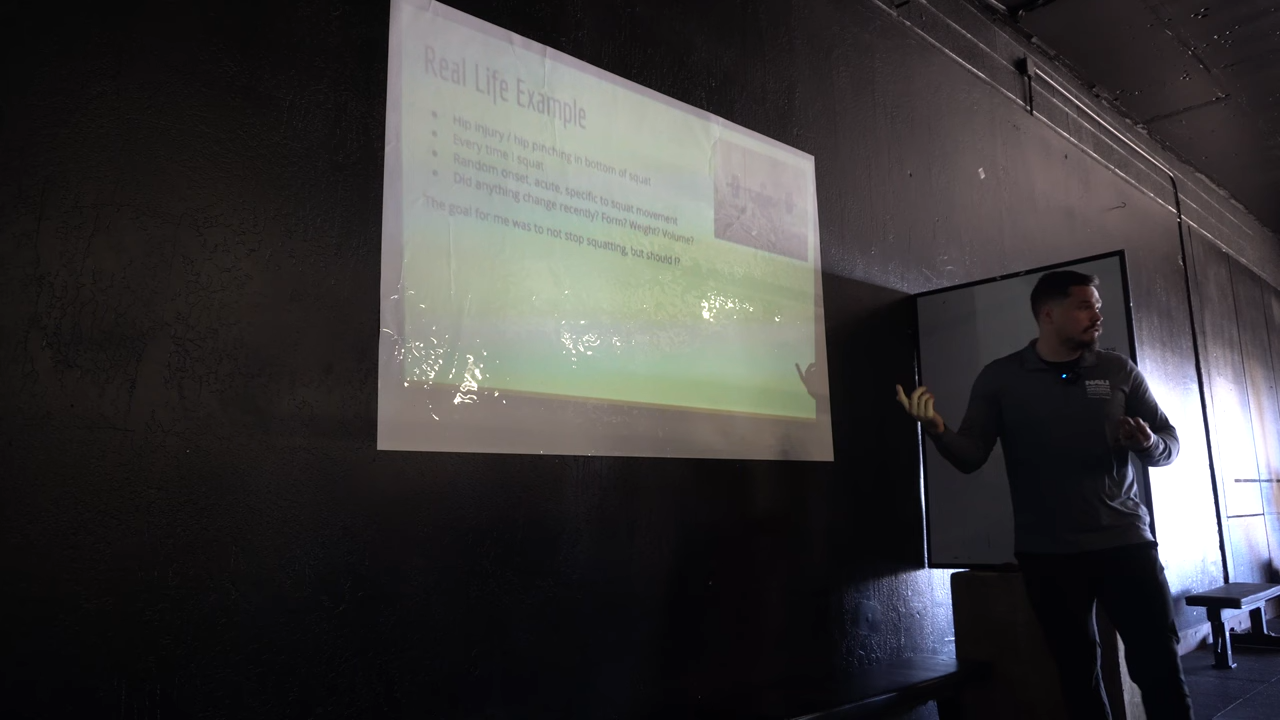 Real Life Example
Hip injury / hip pinching in bottom of squat
Every time I squat
Random onset, acute, specific to squat movement
Did anything change recently? Form? Weight? Volume?
The goal for me was to not stop squatting, but should I?
NAU